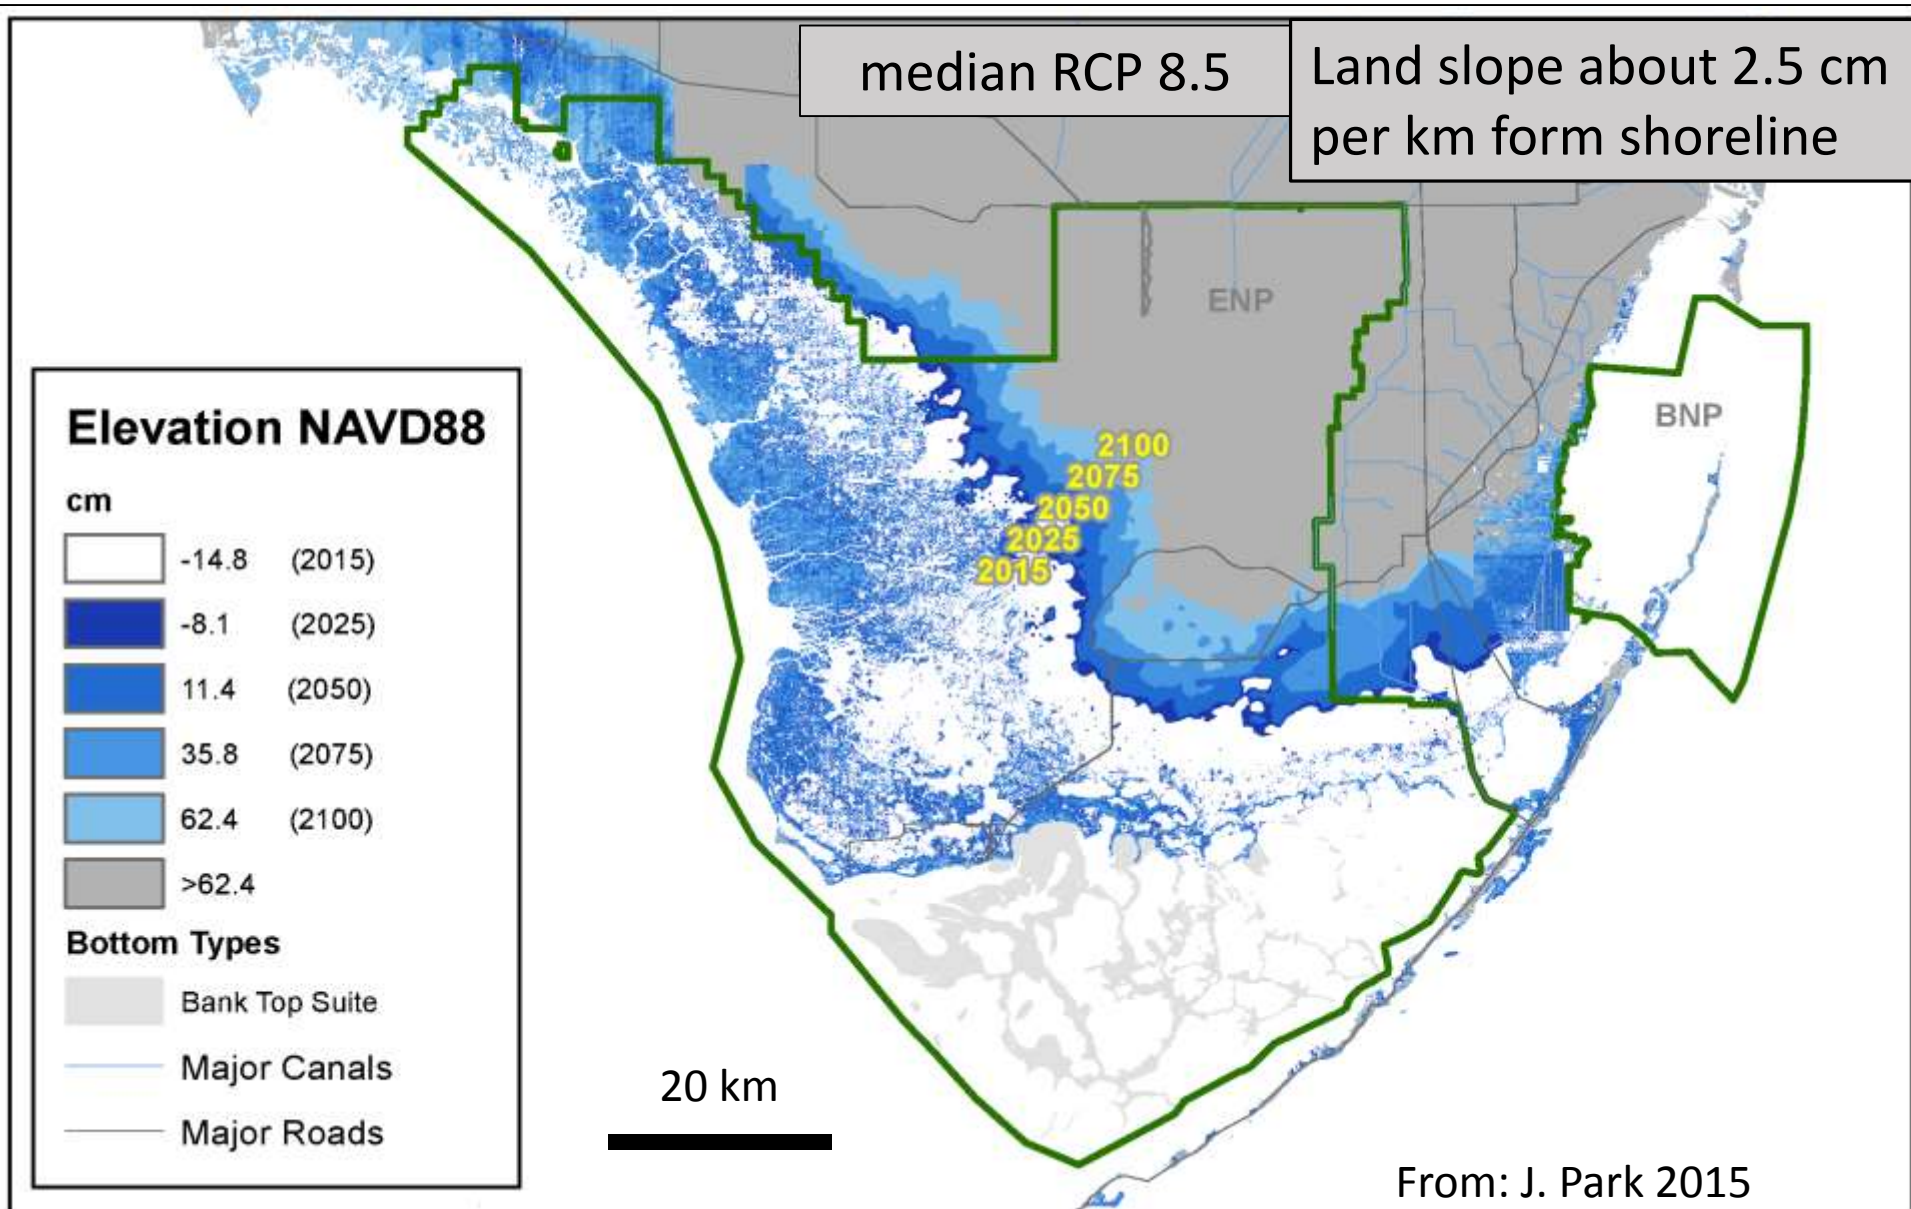 median RCP 8.5
Land slope about 2.5 cm
per km form shoreline
ENP
BNP
2100
2075
2050
2025
2015
Elevation NAVD88
cm
-14.8 (2015)
-8.1 (2025)
11.4 (2050)
35.8 (2075)
62.4 (2100)
>62.4
Bottom Types
Bank Top Suite
Major Canals
Major Roads
20 km
From: J. Park 2015